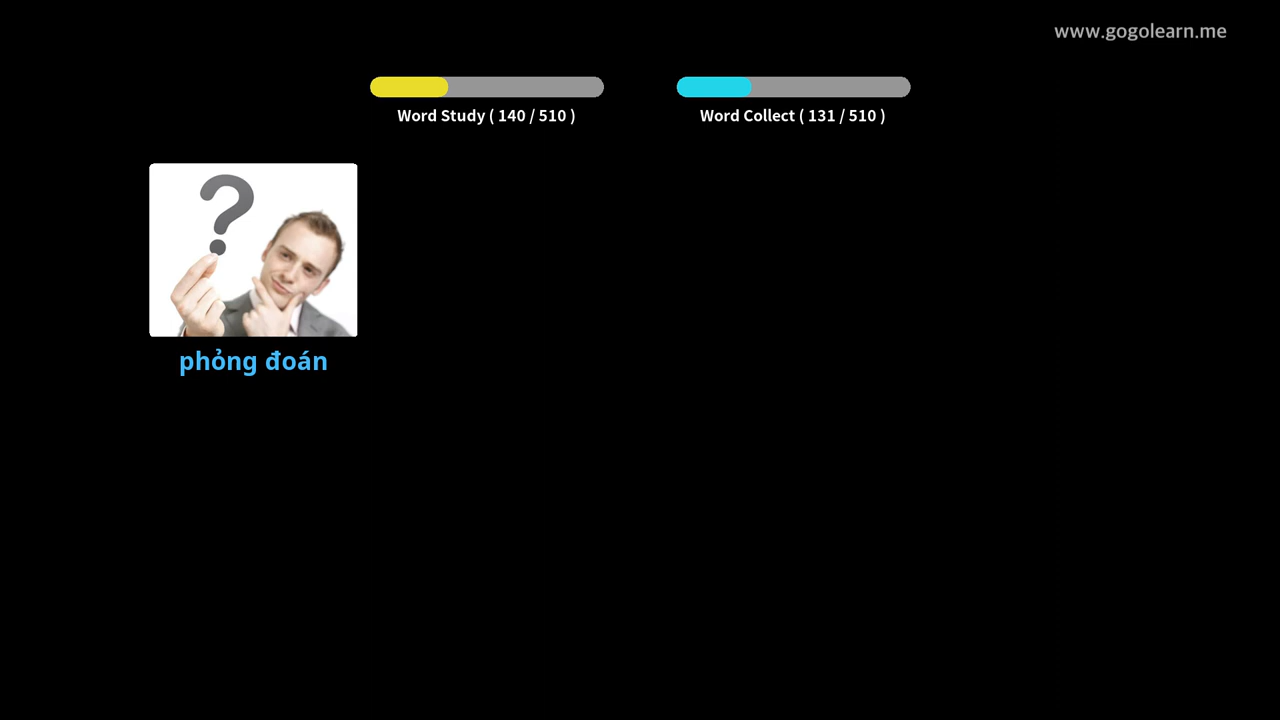 www.gogolearn.me
Word Study ( 140 / 510 )
Word Collect ( 131 / 510 )
?
phỏng đoán